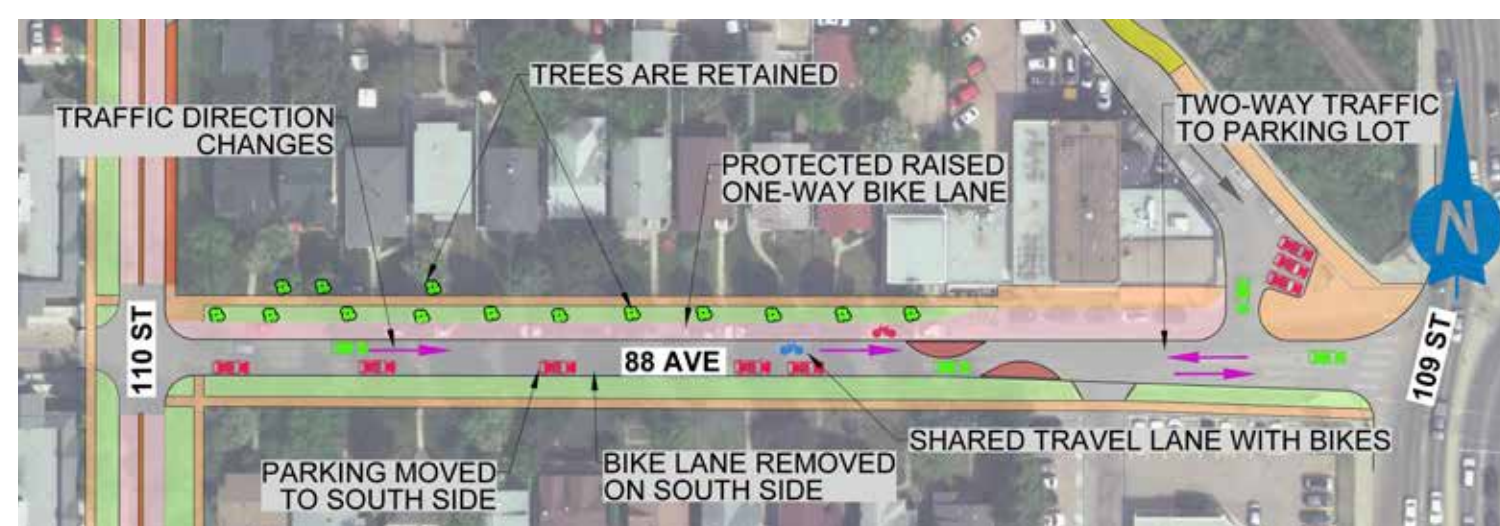 TREES ARE RETAINED
TRAFFIC DIRECTION
CHANGES
TWO-WAY TRAFFIC
TO PARKING LOT
PROTECTED RAISED
ONE-WAY BIKE LANE
N
110 ST
88 AVE
109 ST
SHARED TRAVEL LANE WITH BIKES
PARKING MOVED
TO SOUTH SIDE
BIKE LANE REMOVED
ON SOUTH SIDE